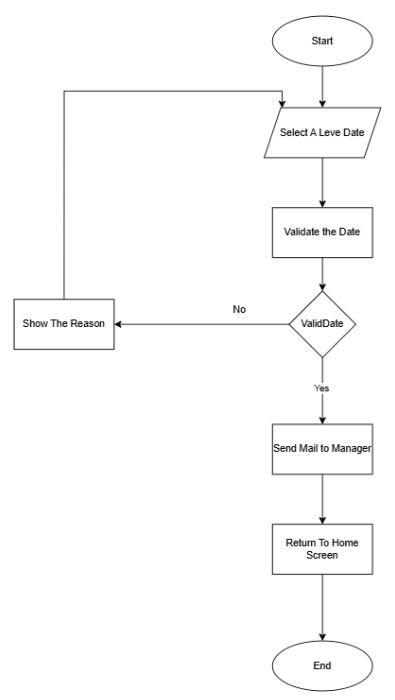 Start
Select A Leve Date
Validate the Date
No
ValidDate
Show The Reason
Yes
Send Mail to Manager
Return To Home
Screen
End